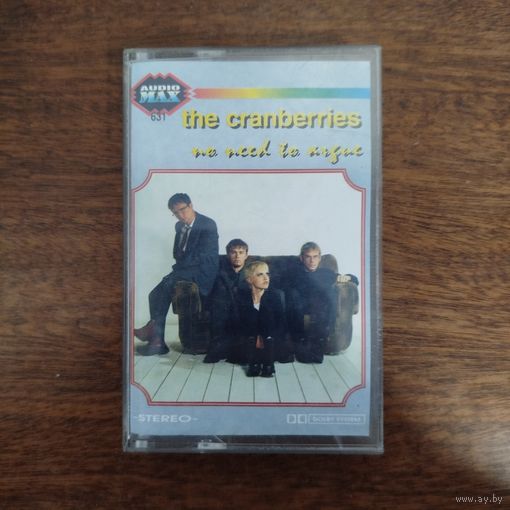 AUDIO
MAX
631
the cranberries
no need to argue
-STEREO-
DOLBY SYSTEM
www.ay.by